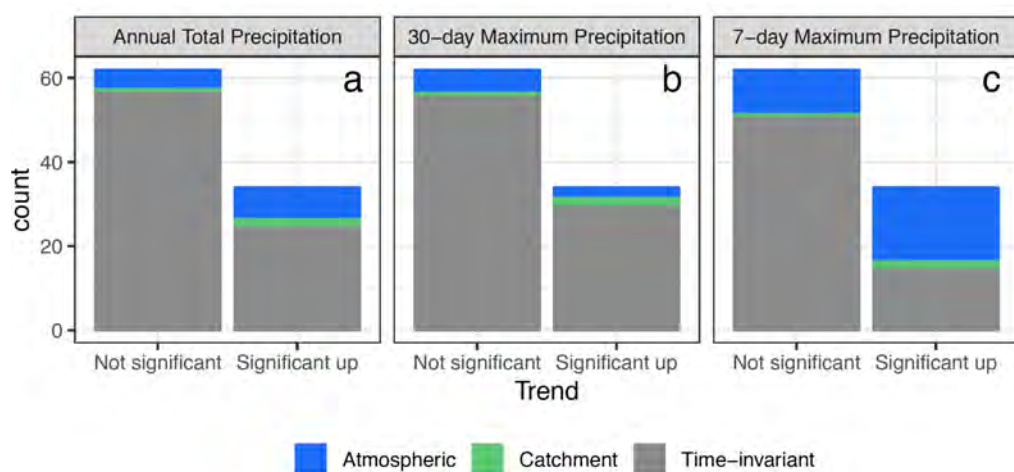 Annual Total Precipitation
30−day Maximum Precipitation
7−day Maximum Precipitation
a
b
c
count
60
40
20
0
Not significant Significant up
Not significant Significant up
Not significant Significant up
Trend
Atmospheric Catchment Time−invariant